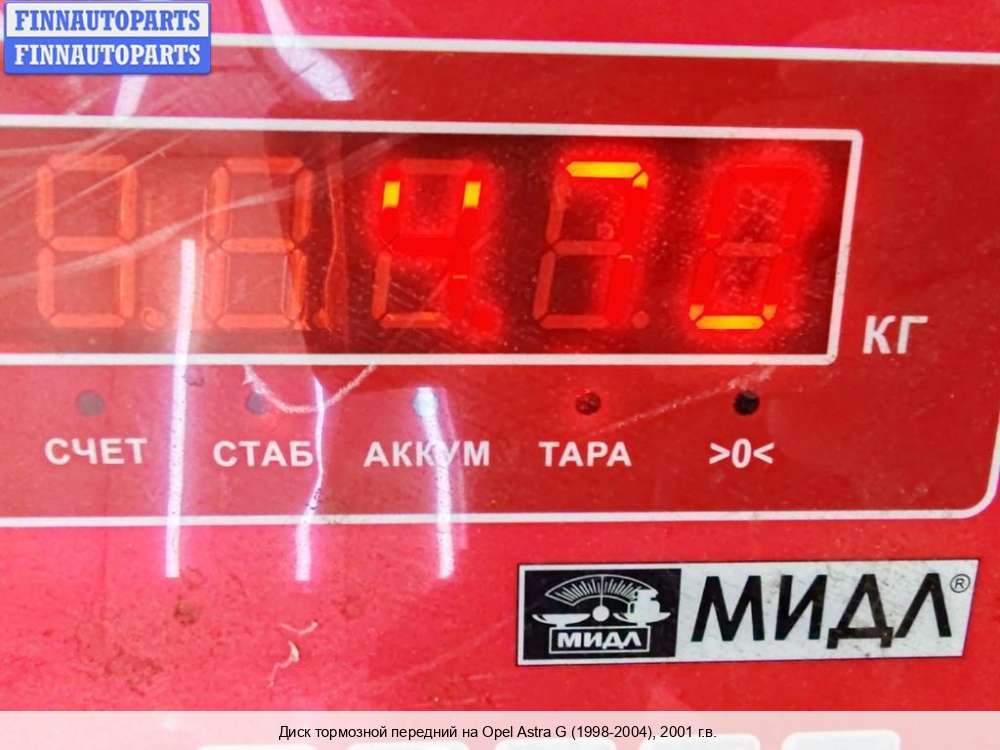 FINNAUTOPARTS
FINNAUTOPARTS
4.70
КГ
СЧЕТ СТАБ АККУМ ТАРА >0<
МИДЛ МИДЛ®
Диск тормозной передний на Opel Astra G (1998-2004), 2001 г.в.